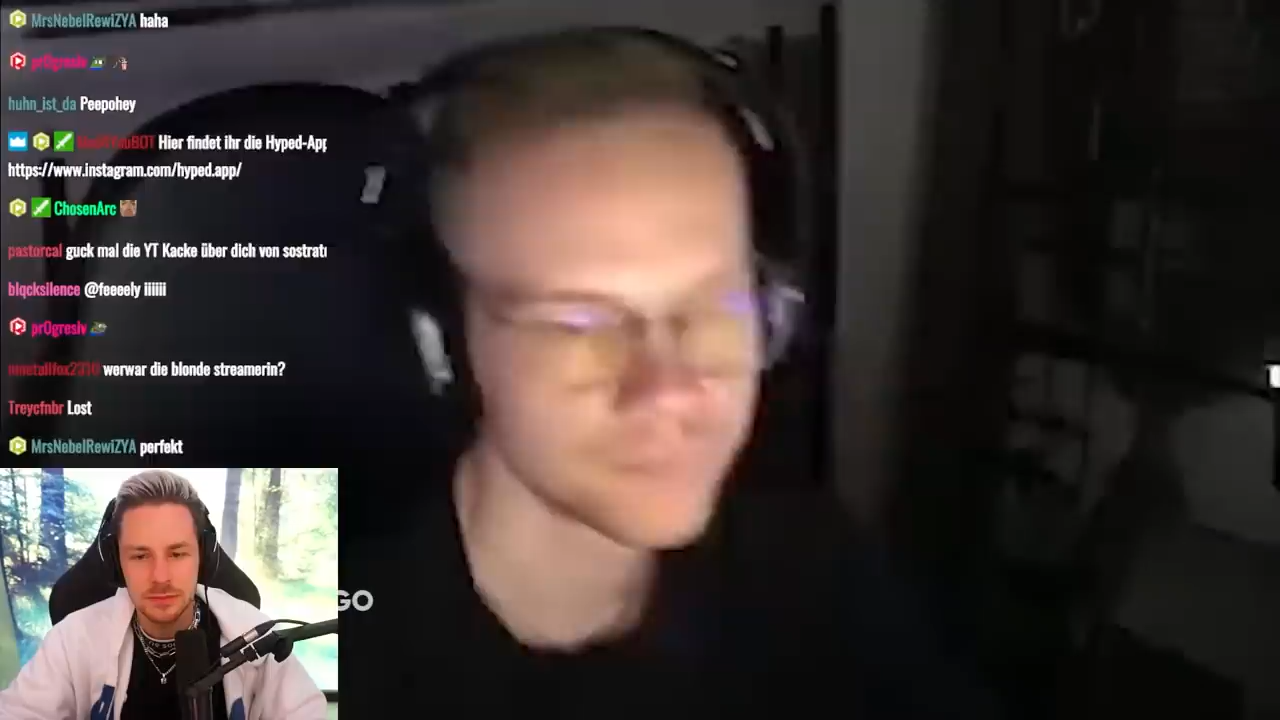 MrsNebelRewiZYA haha
pr0gresiv
huhn_ist_da Peepohey
Hier findet ihr die Hyped-App
https://www.instagram.com/hyped.app/
ChosenArc
pastorcal guck mal die YT Kacke über dich von sostratu
blqcksilence @feeeely iiiiii
pr0gresiv
werwar die blonde streamerin?
Treycfnbr Lost
MrsNebelRewiZYA perfekt
GO